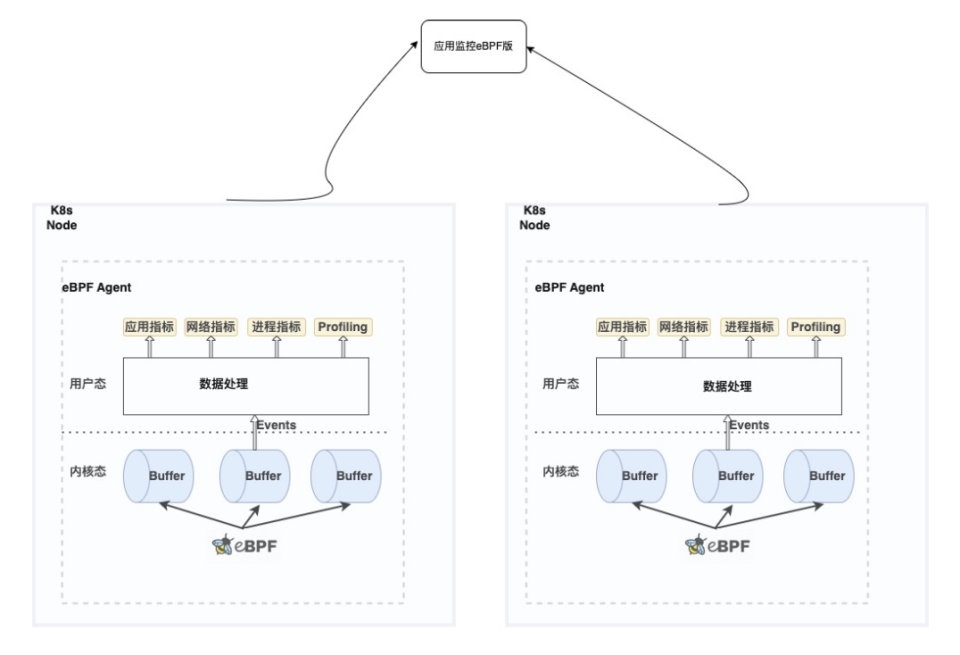 应用监控eBPF版
K8s
Node
eBPF Agent
应用指标 网络指标 进程指标 Profiling
用户态 数据处理
Events
内核态 Buffer Buffer Buffer
eBPF
K8s
Node
eBPF Agent
应用指标 网络指标 进程指标 Profiling
用户态 数据处理
Events
内核态 Buffer Buffer Buffer
eBPF